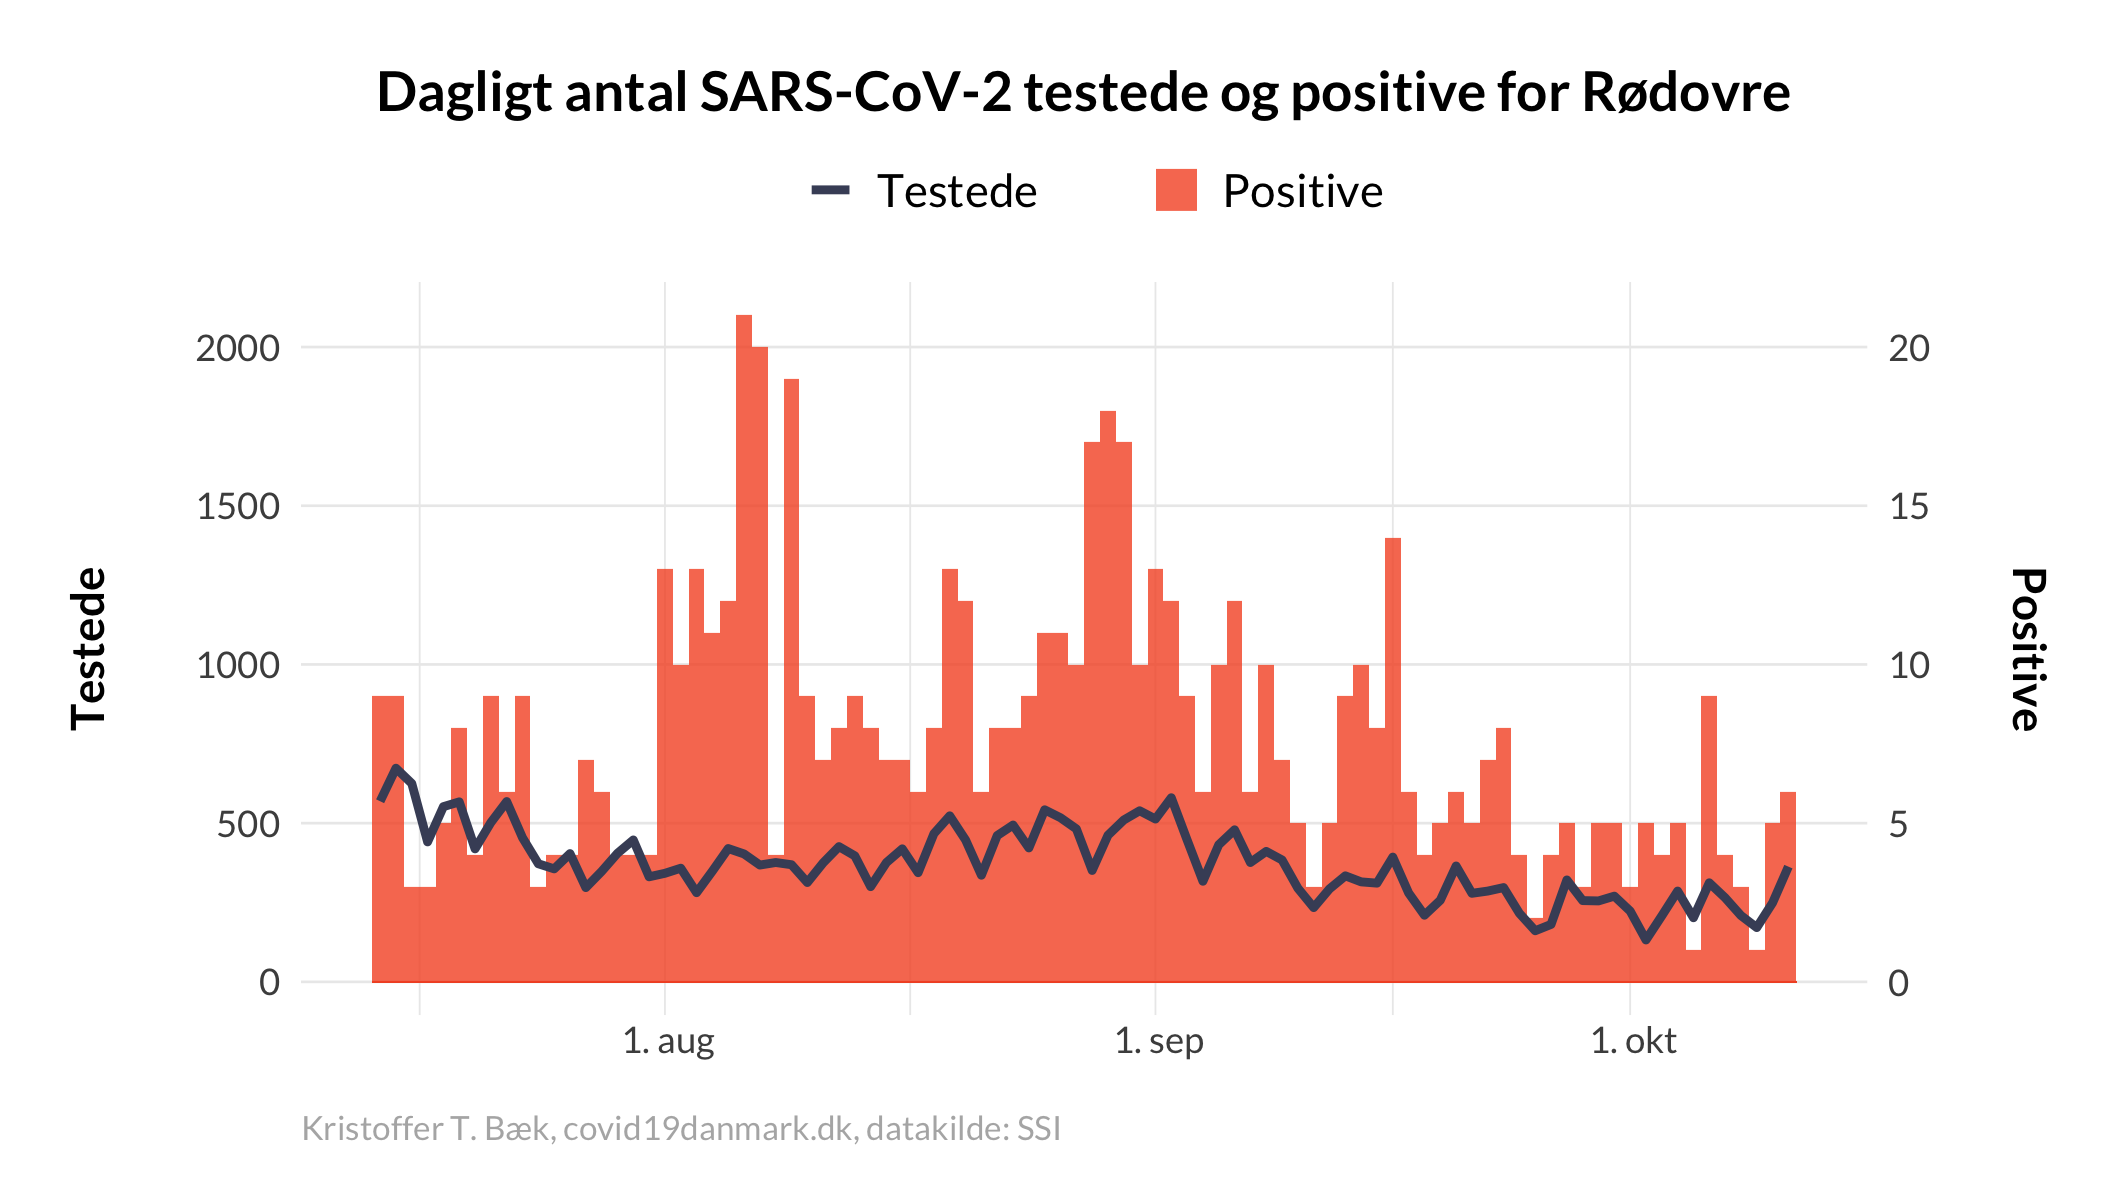 Dagligt antal SARS-CoV-2 testede og positive for Rødovre
Testede
Positive
2000
1500
1000
500
0
20
15
10
5
0
Testede
Positive
1. aug
1. sep
1. okt
Kristoffer T. Bæk, covid19danmark.dk, datakilde: SSI